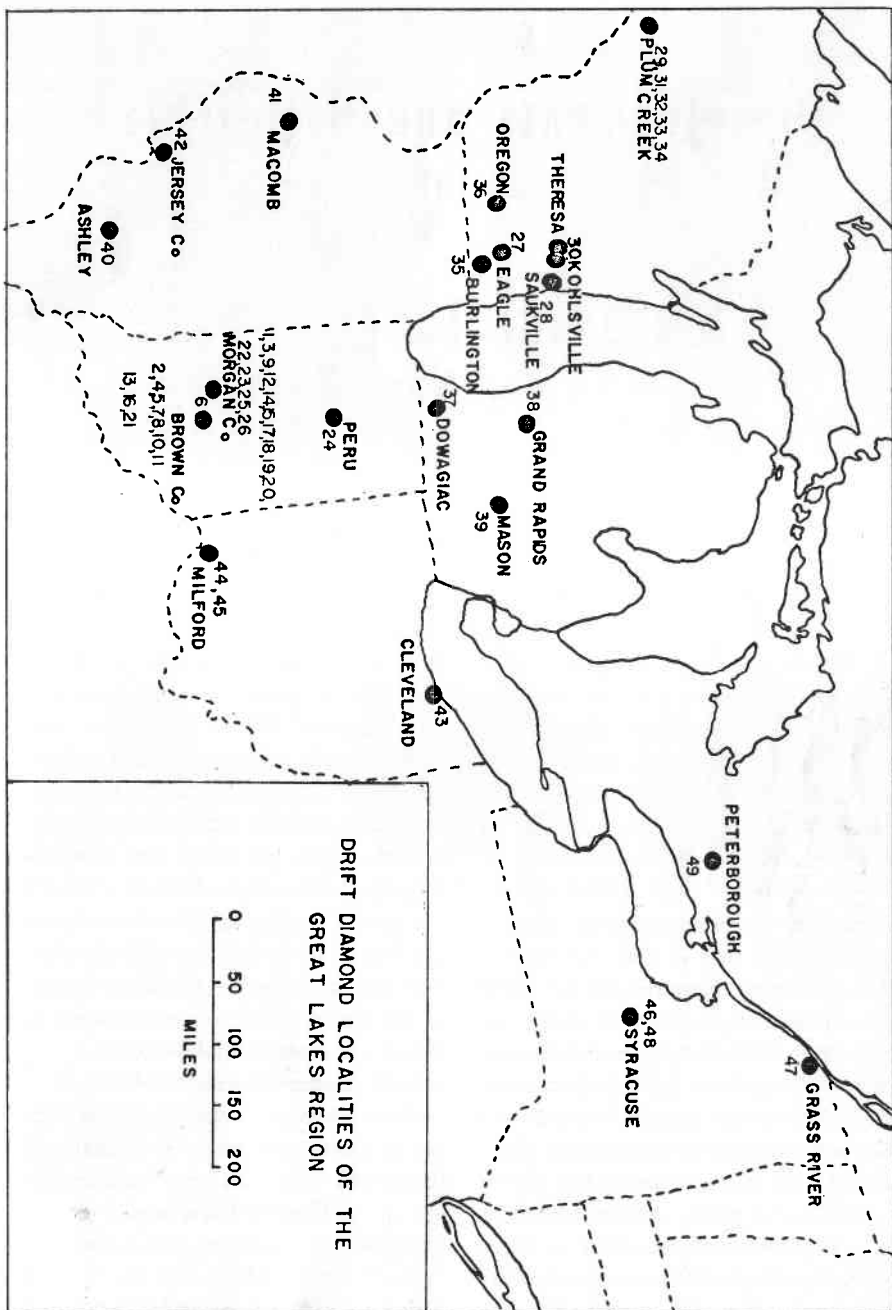 47
GRASS RIVER
PETERBOROUGH
49
46,48
SYRACUSE
29,31,32,33,34
PLUM CREEK
THERESA
30 KOHLSVILLE
28
SAUKVILLE
OREGON
36
27
EAGLE
35
BURLINGTON
38
GRAND RAPIDS
MASON
39
37
DOWAGIAC
43
CLEVELAND
41
MACOMB
PERU
24
1,3,9,12,14,15,17,18,19,20,
22,23,25,26
MORGAN Co
6
BROWN Co
2,4,5,7,8,10,11
13,16,21
44,45
MILFORD
42 JERSEY Co
40
ASHLEY
DRIFT DIAMOND LOCALITIES OF THE
GREAT LAKES REGION
0 50 100 150 200
MILES